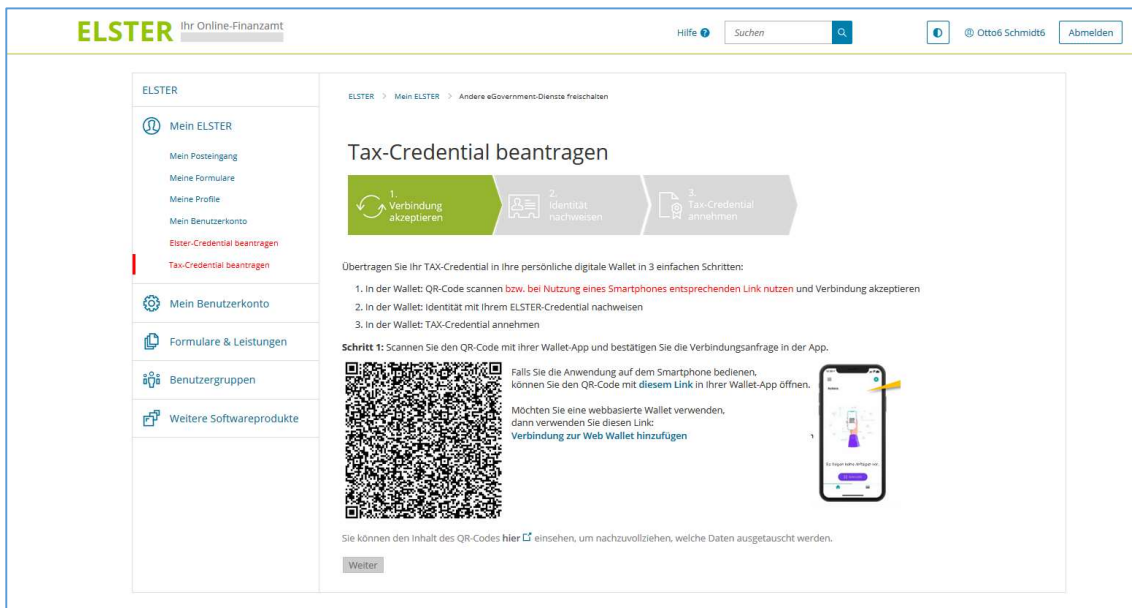 ELSTER Ihr Online-Finanzamt
Hilfe ? Suchen Otto6 Schmidt6 Abmelden
ELSTER
Mein ELSTER
Mein Posteingang
Meine Formulare
Meine Profile
Mein Benutzerkonto
Elster-Credential beantragen
Tax-Credential beantragen
Mein Benutzerkonto
Formulare & Leistungen
Benutzergruppen
Weitere Softwareprodukte
ELSTER > Mein ELSTER > Andere eGovernment-Dienste freischalten
Tax-Credential beantragen
1.
Verbindung
akzeptieren
2.
Identität
nachweisen
3.
Tax-Credential
annehmen
Übertragen Sie Ihr TAX-Credential in Ihre persönliche digitale Wallet in 3 einfachen Schritten:
1. In der Wallet: QR-Code scannen bzw. bei Nutzung eines Smartphones entsprechenden Link nutzen und Verbindung akzeptieren
2. In der Wallet: Identität mit Ihrem ELSTER-Credential nachweisen
3. In der Wallet: TAX-Credential annehmen
Schritt 1: Scannen Sie den QR-Code mit ihrer Wallet-App und bestätigen Sie die Verbindungsanfrage in der App.
Falls Sie die Anwendung auf dem Smartphone bedienen,
können Sie den QR-Code mit diesem Link in Ihrer Wallet-App öffnen.
Möchten Sie eine webbasierte Wallet verwenden,
dann verwenden Sie diesen Link:
Verbindung zur Web Wallet hinzufügen
Sie können den Inhalt des QR-Codes hier einsehen, um nachzuvollziehen, welche Daten ausgetauscht werden.
Weiter